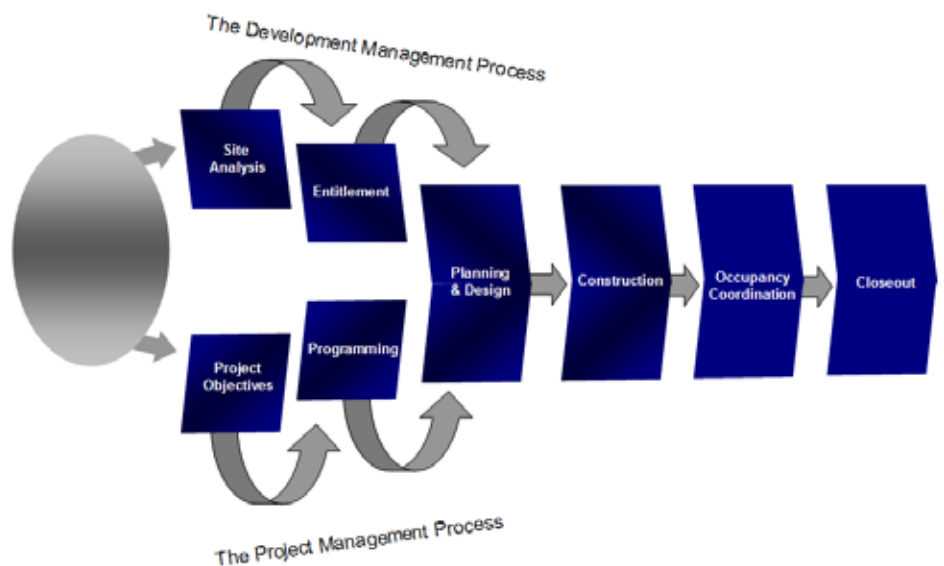 The Development Management Process
Site
Analysis
Entitlement
Planning
& Design
Construction
Occupancy
Coordination
Closeout
Programming
Project
Objectives
The Project Management Process